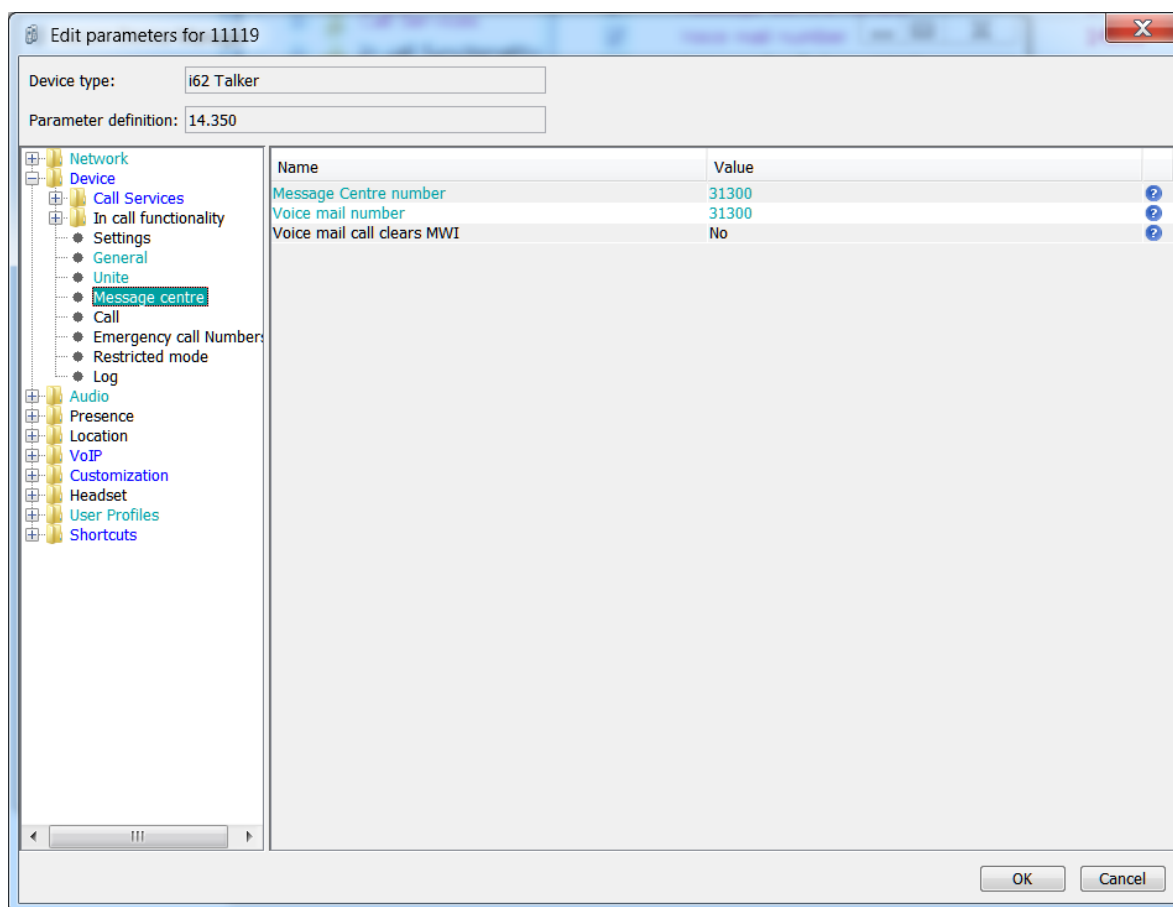 Edit parameters for 11119
Device type: i62 Talker
Parameter definition: 14.350
Network
Device
Call Services
In call functionality
Settings
General
Unite
Message centre
Call
Emergency call Numbers
Restricted mode
Log
Audio
Presence
Location
VoIP
Customization
Headset
User Profiles
Shortcuts
Name Value
Message Centre number 31300
Voice mail number 31300
Voice mail call clears MWI No
OK Cancel